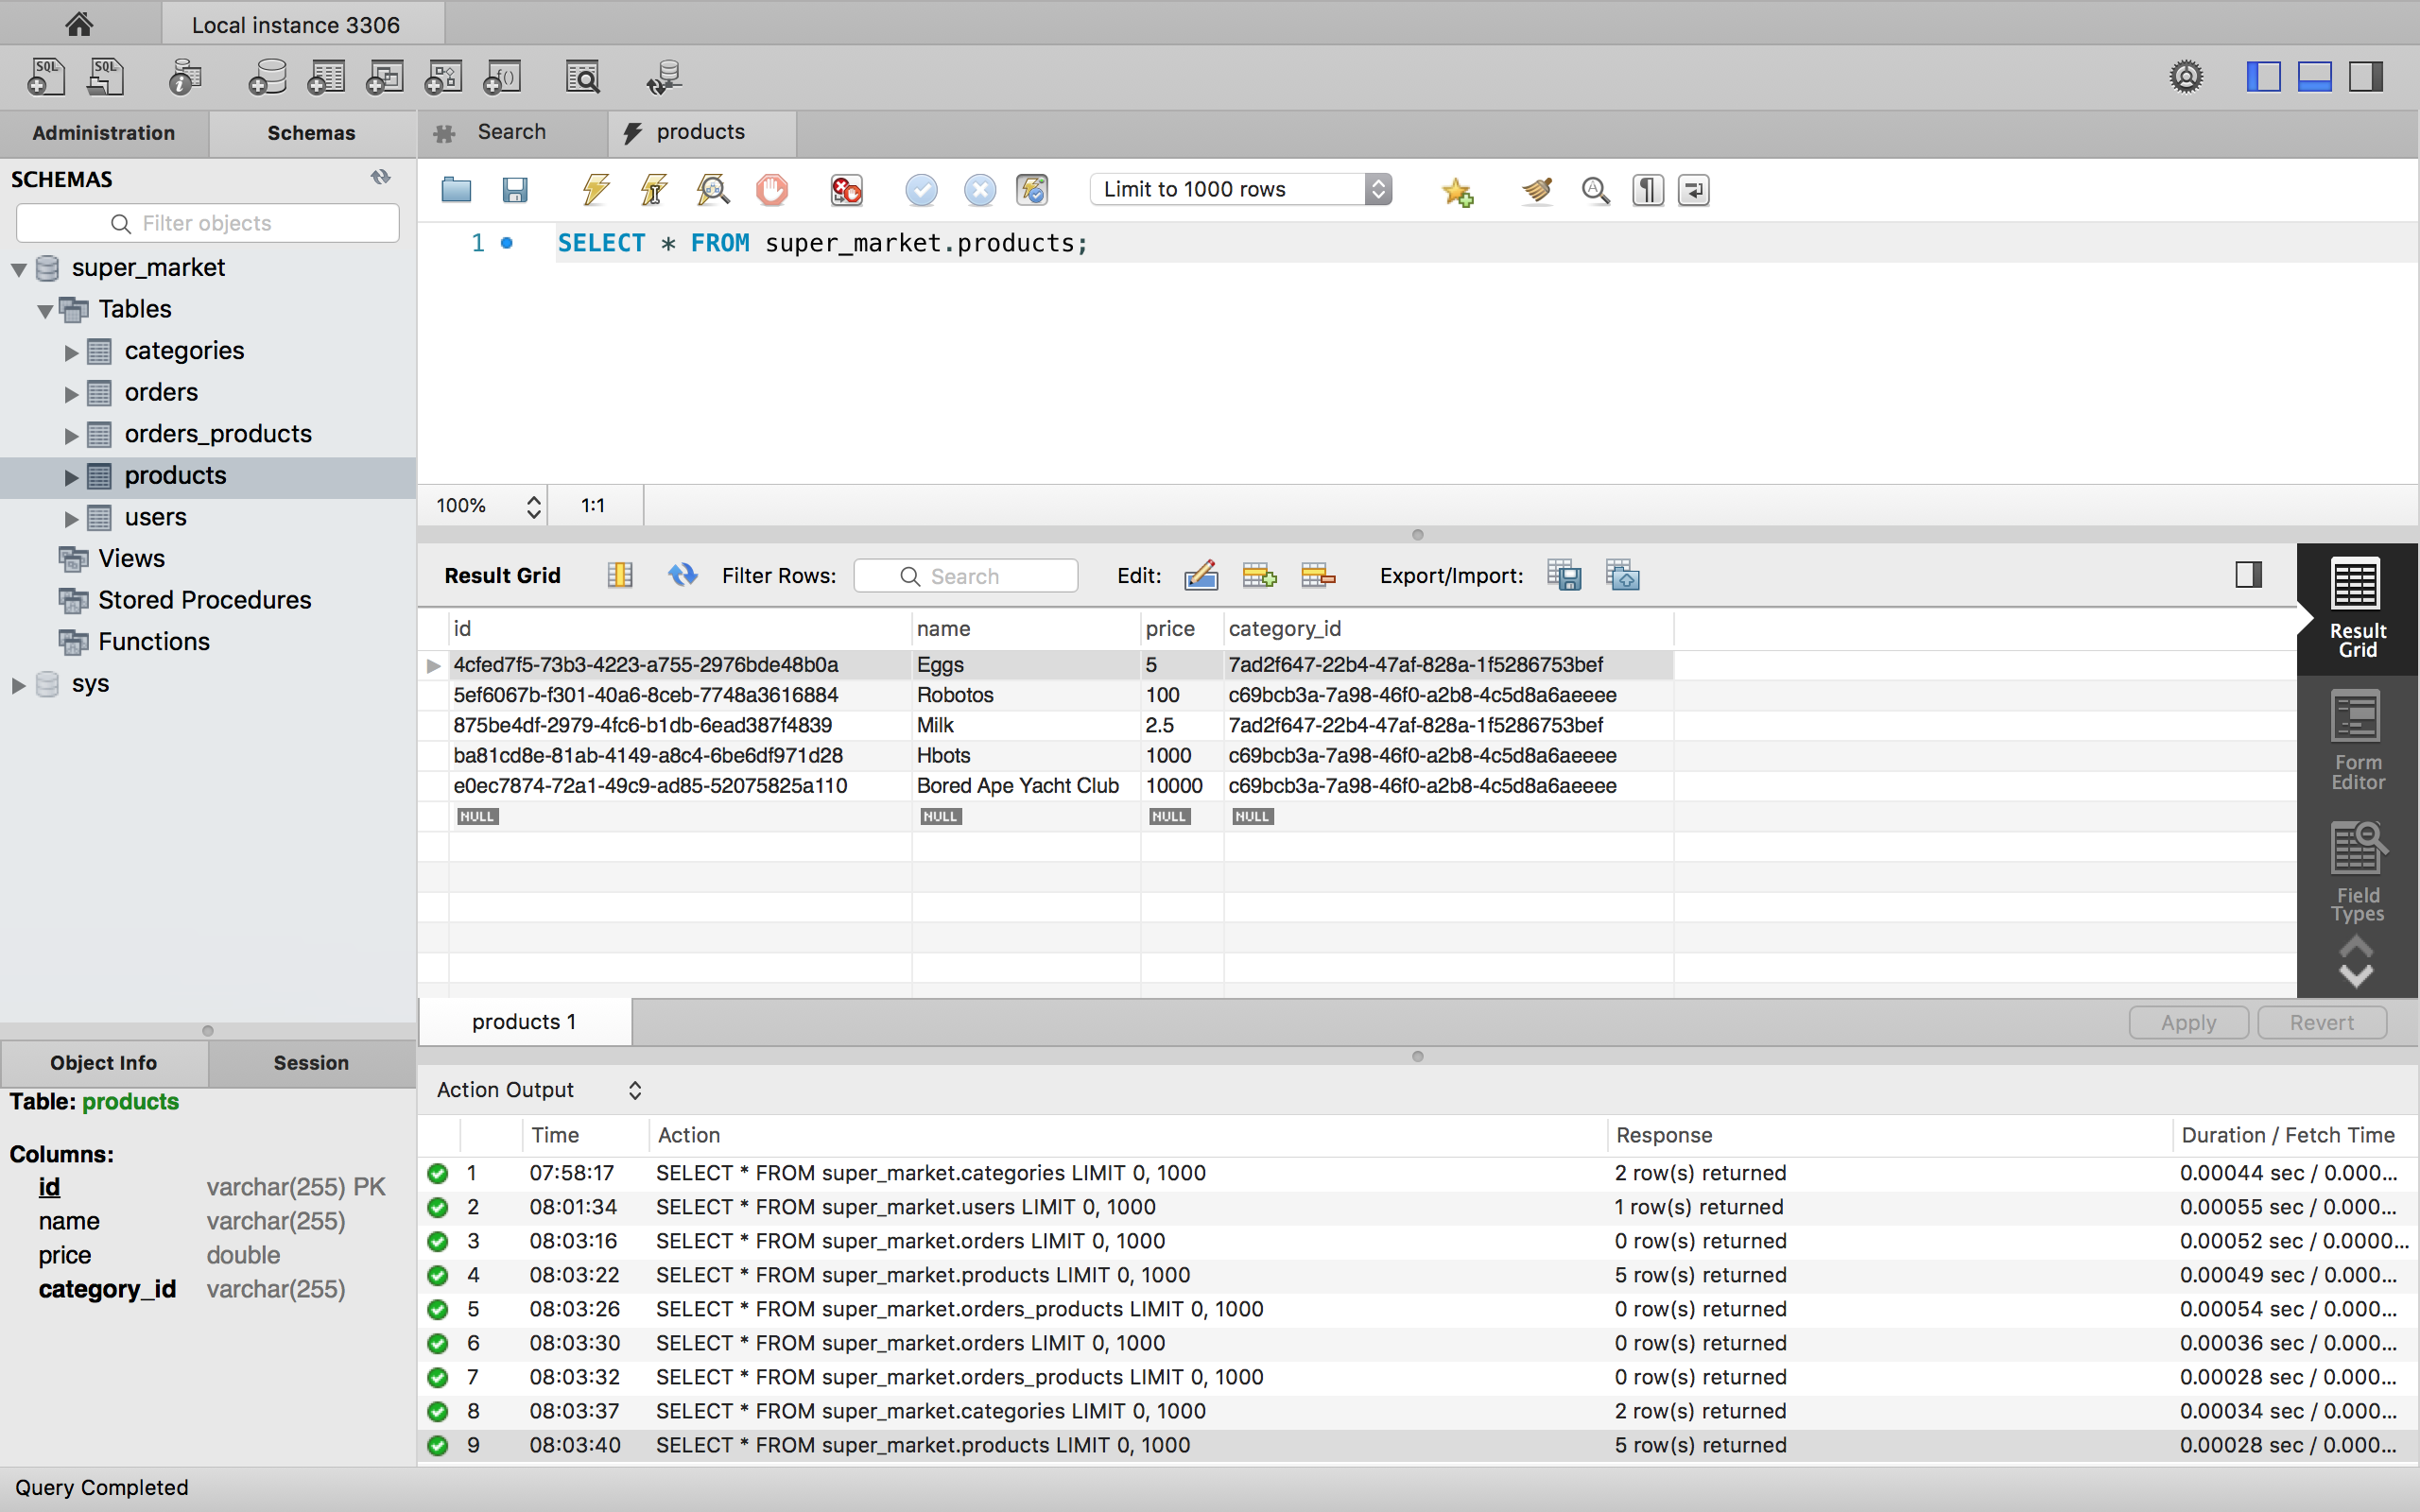 Local instance 3306
SQL SQL i f()
Administration Schemas
Search products
SCHEMAS
Filter objects
Limit to 1000 rows
1 SELECT * FROM super_market.products;
super_market
Tables
categories
orders
orders_products
products
users
Views
Stored Procedures
Functions
sys
100% 1:1
Result Grid Filter Rows: Search Edit: Export/Import:
id name price category_id
4cfed7f5-73b3-4223-a755-2976bde48b0a Eggs 5 7ad2f647-22b4-47af-828a-1f5286753bef
5ef6067b-f301-40a6-8ceb-7748a3616884 Robotos 100 c69bcb3a-7a98-46f0-a2b8-4c5d8a6aeeee
875be4df-2979-4fc6-b1db-6ead387f4839 Milk 2.5 7ad2f647-22b4-47af-828a-1f5286753bef
ba81cd8e-81ab-4149-a8c4-6be6df971d28 Hbots 1000 c69bcb3a-7a98-46f0-a2b8-4c5d8a6aeeee
e0ec7874-72a1-49c9-ad85-52075825a110 Bored Ape Yacht Club 10000 c69bcb3a-7a98-46f0-a2b8-4c5d8a6aeeee
NULL NULL NULL NULL
Result
Grid
Form
Editor
Field
Types
products 1 Apply Revert
Object Info Session
Table: products
Columns:
id varchar(255) PK
name varchar(255)
price double
category_id varchar(255)
Action Output
Time Action Response Duration / Fetch Time
1 07:58:17 SELECT * FROM super_market.categories LIMIT 0, 1000 2 row(s) returned 0.00044 sec / 0.000...
2 08:01:34 SELECT * FROM super_market.users LIMIT 0, 1000 1 row(s) returned 0.00055 sec / 0.000...
3 08:03:16 SELECT * FROM super_market.orders LIMIT 0, 1000 0 row(s) returned 0.00052 sec / 0.0000...
4 08:03:22 SELECT * FROM super_market.products LIMIT 0, 1000 5 row(s) returned 0.00049 sec / 0.000...
5 08:03:26 SELECT * FROM super_market.orders_products LIMIT 0, 1000 0 row(s) returned 0.00054 sec / 0.000...
6 08:03:30 SELECT * FROM super_market.orders LIMIT 0, 1000 0 row(s) returned 0.00036 sec / 0.000...
7 08:03:32 SELECT * FROM super_market.orders_products LIMIT 0, 1000 0 row(s) returned 0.00028 sec / 0.000...
8 08:03:37 SELECT * FROM super_market.categories LIMIT 0, 1000 2 row(s) returned 0.00034 sec / 0.000...
9 08:03:40 SELECT * FROM super_market.products LIMIT 0, 1000 5 row(s) returned 0.00028 sec / 0.000...
Query Completed